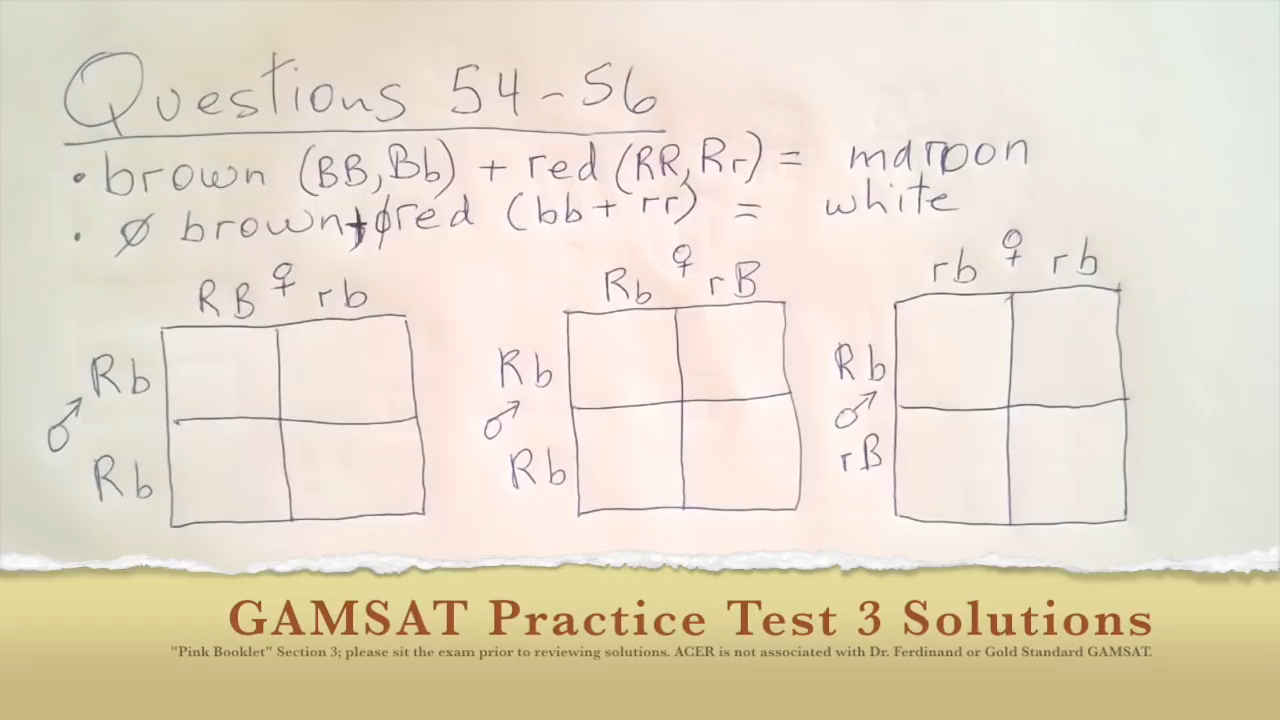 Questions 54-56
• brown (BB, Bb) + red (RR, Rr) = maroon
• ∅ brown + ∅ red (bb + rr) = white
RB ♀ rb
Rb
♂
Rb
Rb ♀ rB
Rb
♂
Rb
rb ♀ rb
Rb
♂
rB
GAMSAT Practice Test 3 Solutions
"Pink Booklet" Section 3; please sit the exam prior to reviewing solutions. ACER is not associated with Dr. Ferdinand or Gold Standard GAMSAT.